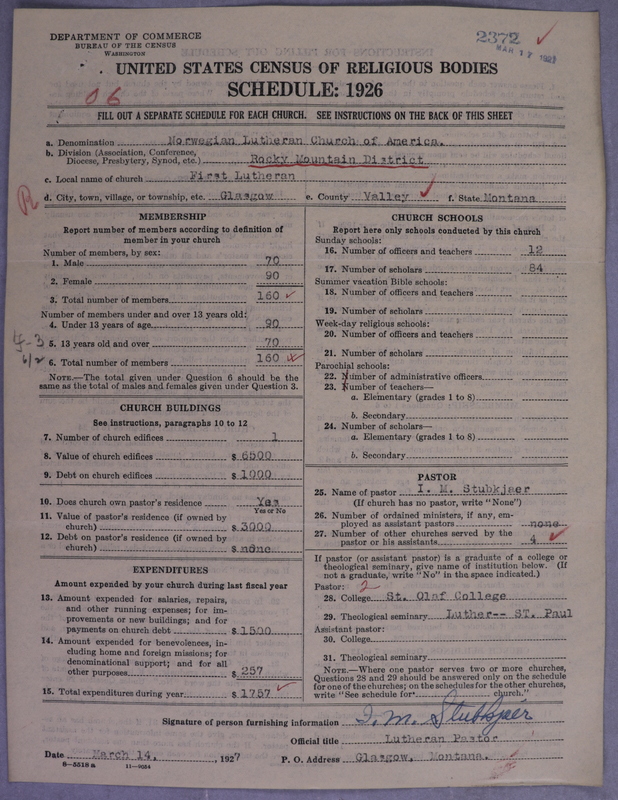 DEPARTMENT OF COMMERCE
BUREAU OF THE CENSUS
WASHINGTON
2372
MAR 17 1927
UNITED STATES CENSUS OF RELIGIOUS BODIES
SCHEDULE: 1926
06
FILL OUT A SEPARATE SCHEDULE FOR EACH CHURCH. SEE INSTRUCTIONS ON THE BACK OF THIS SHEET
a. Denomination Norwegian Lutheran Church of America.
b. Division (Association, Conference, Diocese, Presbytery, Synod, etc.) Rocky Mountain District
c. Local name of church First Lutheran
R
d. City, town, village, or township, etc. Glasgow e. County Valley f. State Montana
MEMBERSHIP
Report number of members according to definition of
member in your church
Number of members, by sex:
1. Male 70
2. Female 90
3. Total number of members 160
Number of members under and over 13 years old:
4. Under 13 years of age 90
5. 13 years old and over 70
6. Total number of members 160
NOTE.—The total given under Question 6 should be the
same as the total of males and females given under Question 3.
CHURCH BUILDINGS
See instructions, paragraphs 10 to 12
7. Number of church edifices 1
8. Value of church edifices $ 6500
9. Debt on church edifices $ 1000
10. Does church own pastor's residence Yes
Yes or No
11. Value of pastor's residence (if owned by
church) $ 3000
12. Debt on pastor's residence (if owned by
church) $ none
EXPENDITURES
Amount expended by your church during last fiscal year
13. Amount expended for salaries, repairs,
and other running expenses; for im-
provements or new buildings; and for
payments on church debt $ 1500
14. Amount expended for benevolences, in-
cluding home and foreign missions; for
denominational support; and for all
other purposes $ 257
15. Total expenditures during year $ 1757
CHURCH SCHOOLS
Report here only schools conducted by this church
Sunday schools:
16. Number of officers and teachers 12
17. Number of scholars 84
Summer vacation Bible schools:
18. Number of officers and teachers
19. Number of scholars
Week-day religious schools:
20. Number of officers and teachers
21. Number of scholars
Parochial schools:
22. Number of administrative officers
23. Number of teachers—
a. Elementary (grades 1 to 8)
b. Secondary
24. Number of scholars—
a. Elementary (grades 1 to 8)
b. Secondary
PASTOR
25. Name of pastor I. M. Stubkjaer
(If church has no pastor, write "None")
26. Number of ordained ministers, if any, em-
ployed as assistant pastors none
27. Number of other churches served by the
pastor or his assistants 4
If pastor (or assistant pastor) is a graduate of a college or
theological seminary, give name of institution below. (If
not a graduate, write "No" in the space indicated.)
Pastor: 2
28. College St. Olaf College
29. Theological seminary Luther-- ST. Paul
Assistant pastor:
30. College
31. Theological seminary
NOTE.—Where one pastor serves two or more churches,
Questions 28 and 29 should be answered only on the schedule
for one of the churches; on the schedules for the other churches,
write "See schedule for church."
Signature of person furnishing information I. M. Stubkjaer
Official title Lutheran Pastor
Date March 14, , 1927 P. O. Address Glasgow, Montana.
8—5518 a 11—9554